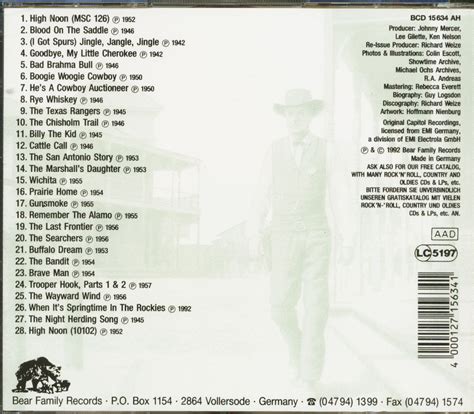 1. High Noon (MSC 126) Ⓟ 1952
2. Blood On The Saddle Ⓟ 1946
3. (I Got Spurs) Jingle, Jangle, Jingle Ⓟ 1942
4. Goodbye, My Little Cherokee Ⓟ 1942
5. Bad Brahma Bull Ⓟ 1946
6. Boogie Woogie Cowboy Ⓟ 1950
7. He's A Cowboy Auctioneer Ⓟ 1950
8. Rye Whiskey Ⓟ 1946
9. The Texas Rangers Ⓟ 1945
10. The Chisholm Trail Ⓟ 1946
11. Billy The Kid Ⓟ 1945
12. Cattle Call Ⓟ 1946
13. The San Antonio Story Ⓟ 1953
14. The Marshall's Daughter Ⓟ 1953
15. Wichita Ⓟ 1955
16. Prairie Home Ⓟ 1954
17. Gunsmoke Ⓟ 1955
18. Remember The Alamo Ⓟ 1955
19. The Last Frontier Ⓟ 1956
20. The Searchers Ⓟ 1956
21. Buffalo Dream Ⓟ 1953
22. The Bandit Ⓟ 1954
23. Brave Man Ⓟ 1954
24. Trooper Hook, Parts 1 & 2 Ⓟ 1957
25. The Wayward Wind Ⓟ 1956
26. When It's Springtime In The Rockies Ⓟ 1992
27. The Night Herding Song Ⓟ 1945
28. High Noon (10102) Ⓟ 1952
BCD 15634 AH
Producer: Johnny Mercer,
Lee Gilette, Ken Nelson
Re-Issue Producer: Richard Weize
Photos & Illustrations: Colin Escott,
Showtime Archive,
Michael Ochs Archives,
R.A. Andreas
Mastering: Rebecca Everett
Biography: Guy Logsdon
Discography: Richard Weize
Artwork: Hoffmann Nienburg
Original Capitol Recordings,
licensed from EMI Germany,
a division of EMI Electrola GmbH
Ⓟ & © 1992 Bear Family Records
Made in Germany
ASK ALSO FOR OUR FREE CATALOG,
WITH MANY ROCK'N'ROLL, COUNTRY AND
OLDIES CDs & LPs, etc. AN.
BITTE FORDERN SIE UNVERBINDLICH
UNSEREN GRATISKATALOG MIT VIELEN
ROCK'N'ROLL, COUNTRY UND OLDIES
CDs & LPs, etc. AN.
AAD
LC 5197
4 000127 156341
Bear Family Records · P.O. Box 1154 · 2864 Vollersode · Germany · ☎ (0 47 94) 1399 · Fax (0 47 94) 1574